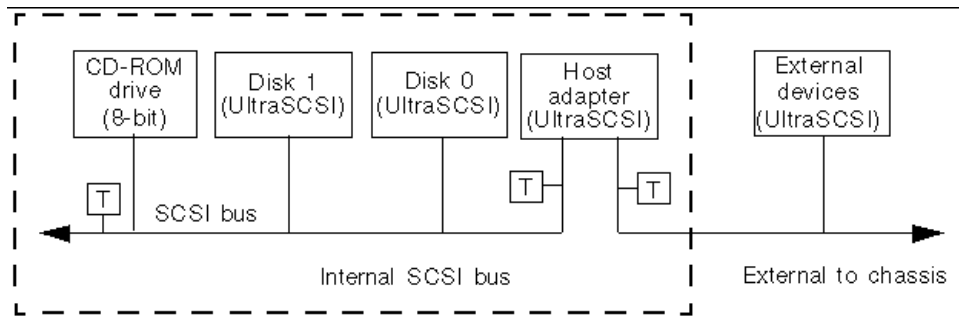 CD-ROM
drive
(8-bit)
Disk 1
(UltraSCSI)
Disk 0
(UltraSCSI)
Host
adapter
(UltraSCSI)
External
devices
(UltraSCSI)
T
T
T
SCSI bus
Internal SCSI bus
External to chassis